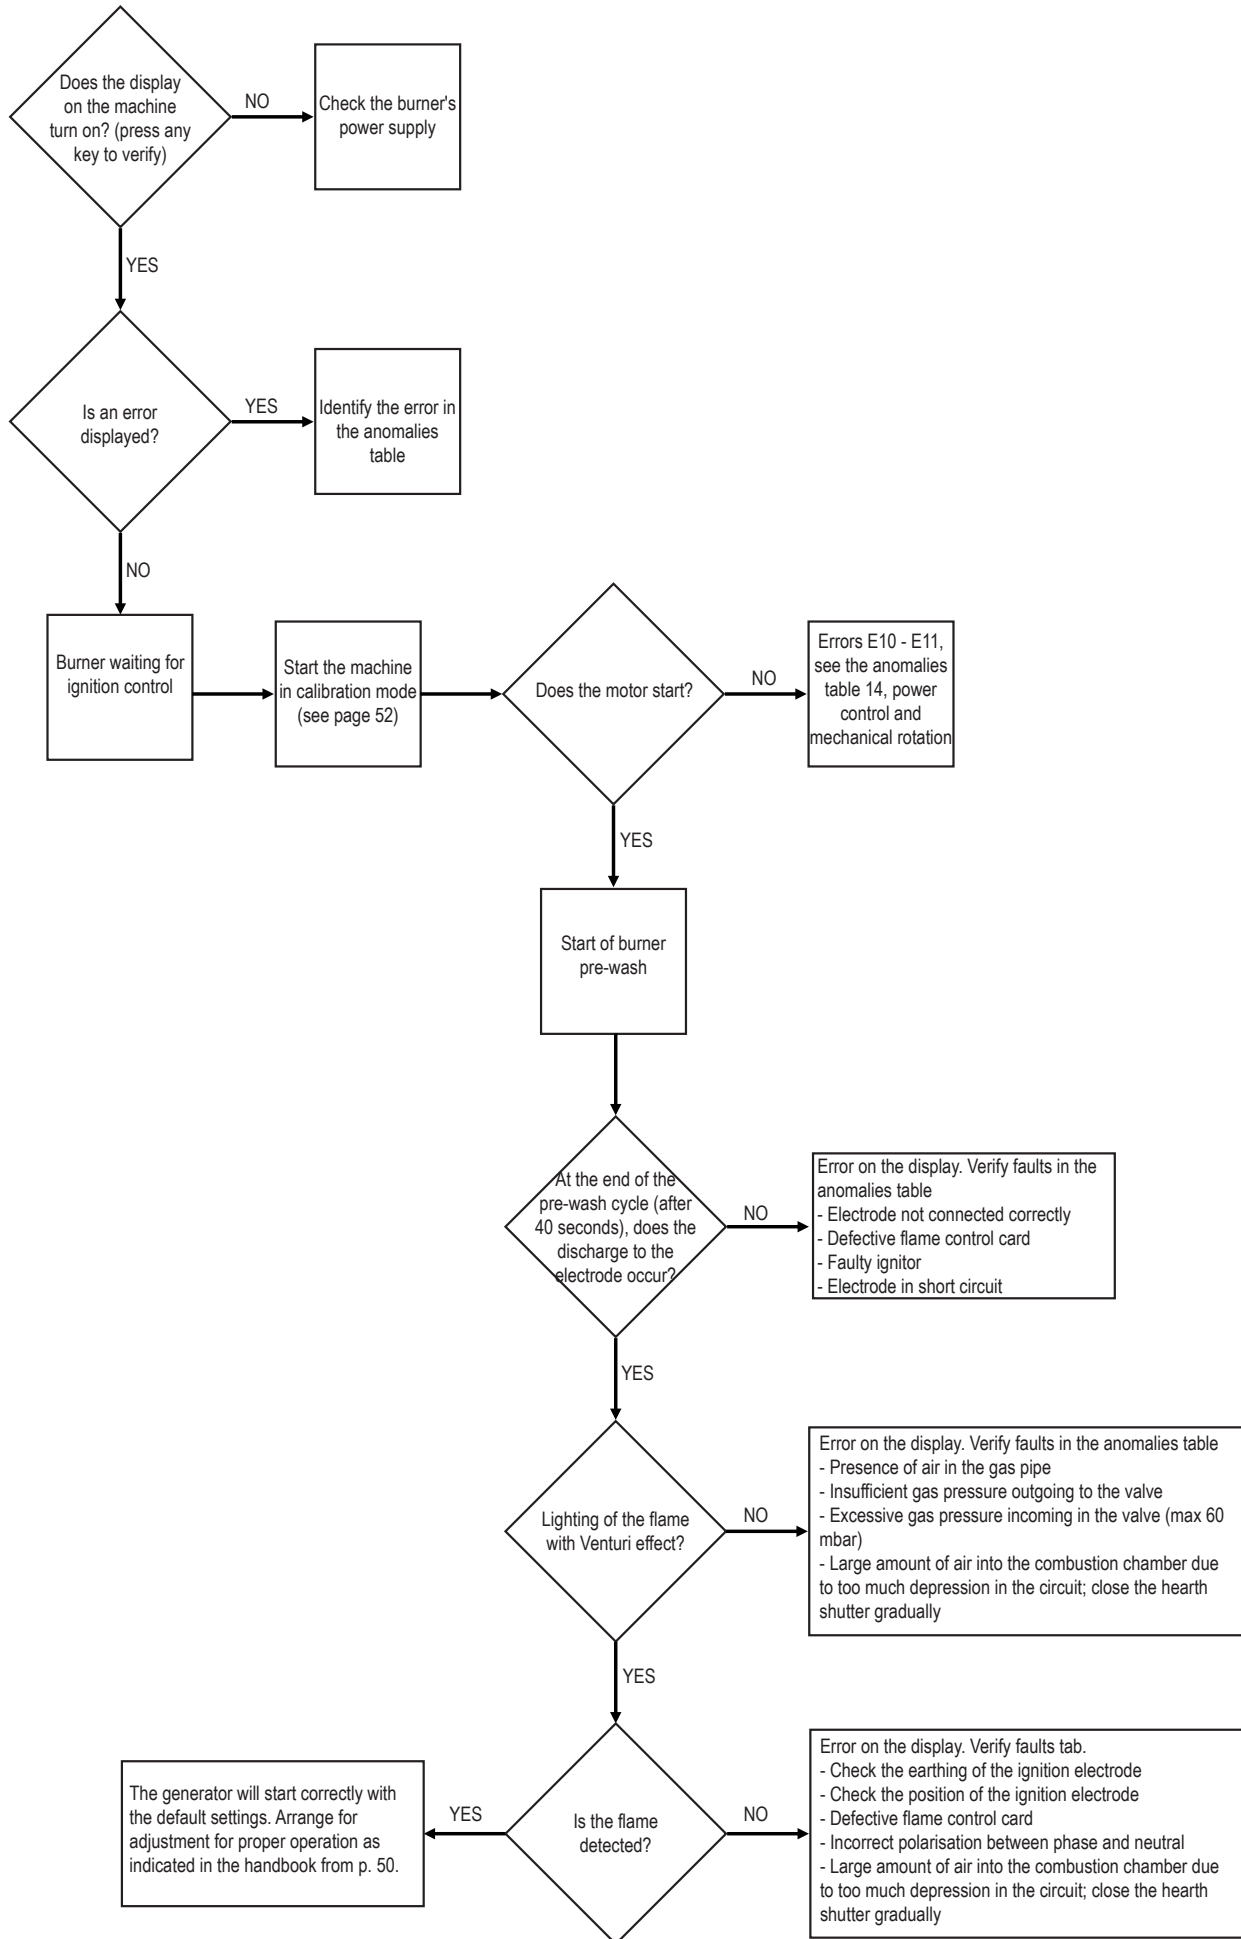 Does the display
on the machine
turn on? (press any
key to verify)
NO
Check the burner's
power supply
YES
Is an error
displayed?
YES
Identify the error in
the anomalies
table
NO
Burner waiting for
ignition control
Start the machine
in calibration mode
(see page 52)
Does the motor start?
NO
Errors E10 - E11,
see the anomalies
table 14, power
control and
mechanical rotation
YES
Start of burner
pre-wash
At the end of the
pre-wash cycle (after
40 seconds), does the
discharge to the
electrode occur?
NO
Error on the display. Verify faults in the
anomalies table
- Electrode not connected correctly
- Defective flame control card
- Faulty ignitor
- Electrode in short circuit
YES
Lighting of the flame
with Venturi effect?
NO
Error on the display. Verify faults in the anomalies table
- Presence of air in the gas pipe
- Insufficient gas pressure outgoing to the valve
- Excessive gas pressure incoming in the valve (max 60
mbar)
- Large amount of air into the combustion chamber due
to too much depression in the circuit; close the hearth
shutter gradually
YES
Is the flame
detected?
YES
The generator will start correctly with
the default settings. Arrange for
adjustment for proper operation as
indicated in the handbook from p. 50.
NO
Error on the display. Verify faults tab.
- Check the earthing of the ignition electrode
- Check the position of the ignition electrode
- Defective flame control card
- Incorrect polarisation between phase and neutral
- Large amount of air into the combustion chamber due
to too much depression in the circuit; close the hearth
shutter gradually